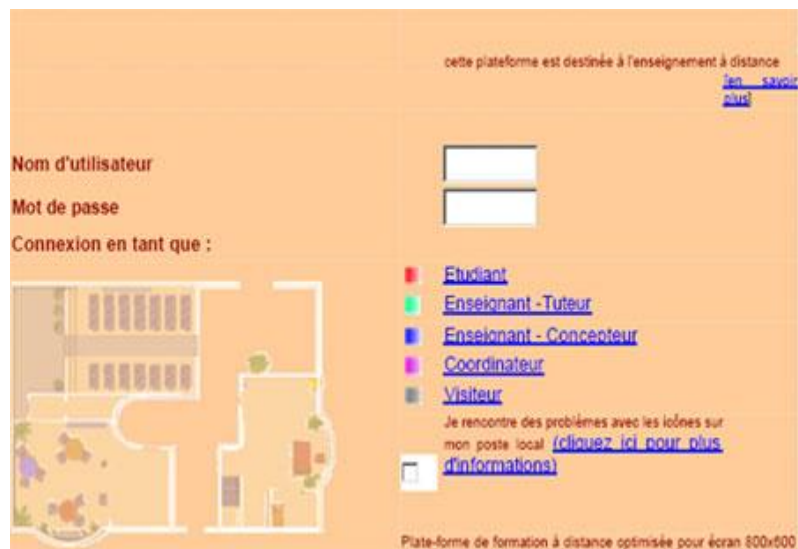 cette plateforme est destinée à l'enseignement à distance
[en savoir
plus]
Nom d'utilisateur
Mot de passe
Connexion en tant que :
Etudiant
Enseignant -Tuteur
Enseignant - Concepteur
Coordinateur
Visiteur
Je rencontre des problèmes avec les icônes sur
mon poste local (cliquez ici pour plus
d'informations)
Plate-forme de formation à distance optimisée pour écran 800x600